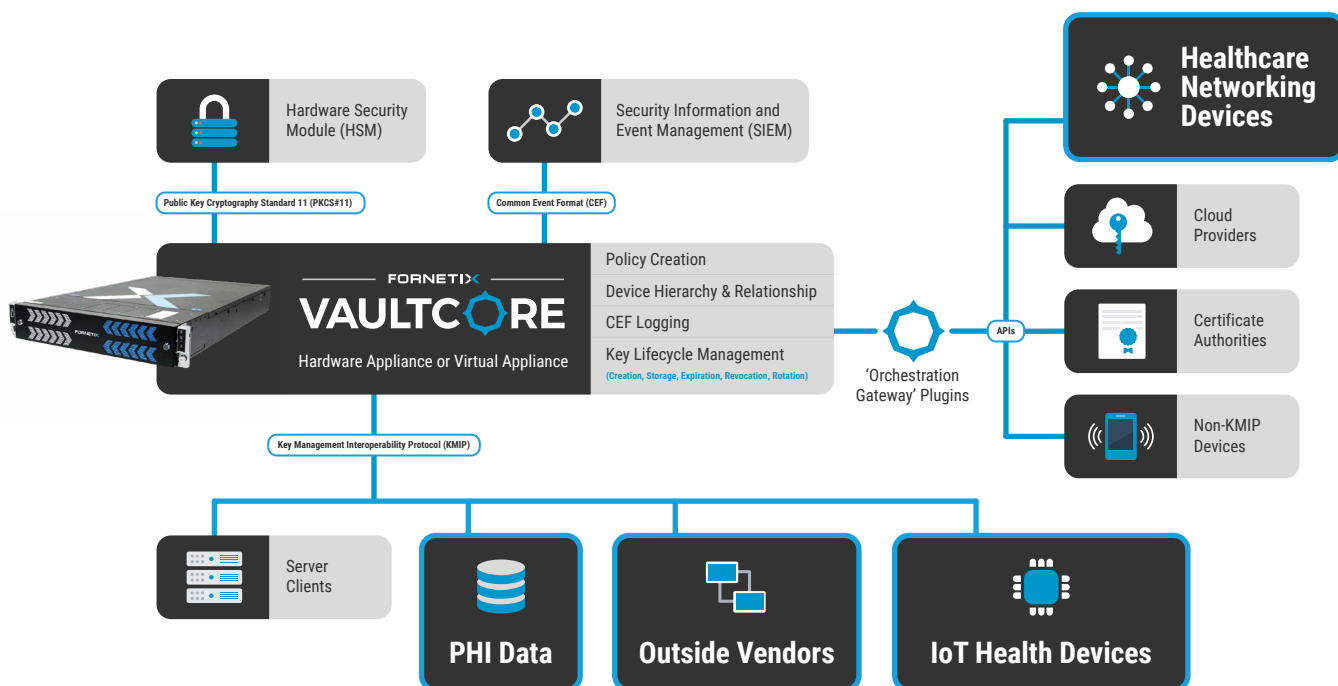 Healthcare
Networking
Devices
Hardware Security
Module (HSM)
Security Information and
Event Management (SIEM)
Public Key Cryptography Standard 11 (PKCS#11)
Common Event Format (CEF)
Cloud
Providers
FORNETIX
VAULTCORE
Hardware Appliance or Virtual Appliance
Policy Creation
Device Hierarchy & Relationship
CEF Logging
Key Lifecycle Management
(Creation, Storage, Expiration, Revocation, Rotation)
FORNETIX
‘Orchestration
Gateway’ Plugins
APIs
Certificate
Authorities
Non-KMIP
Devices
Key Management Interoperability Protocol (KMIP)
Server
Clients
PHI Data
Outside Vendors
IoT Health Devices